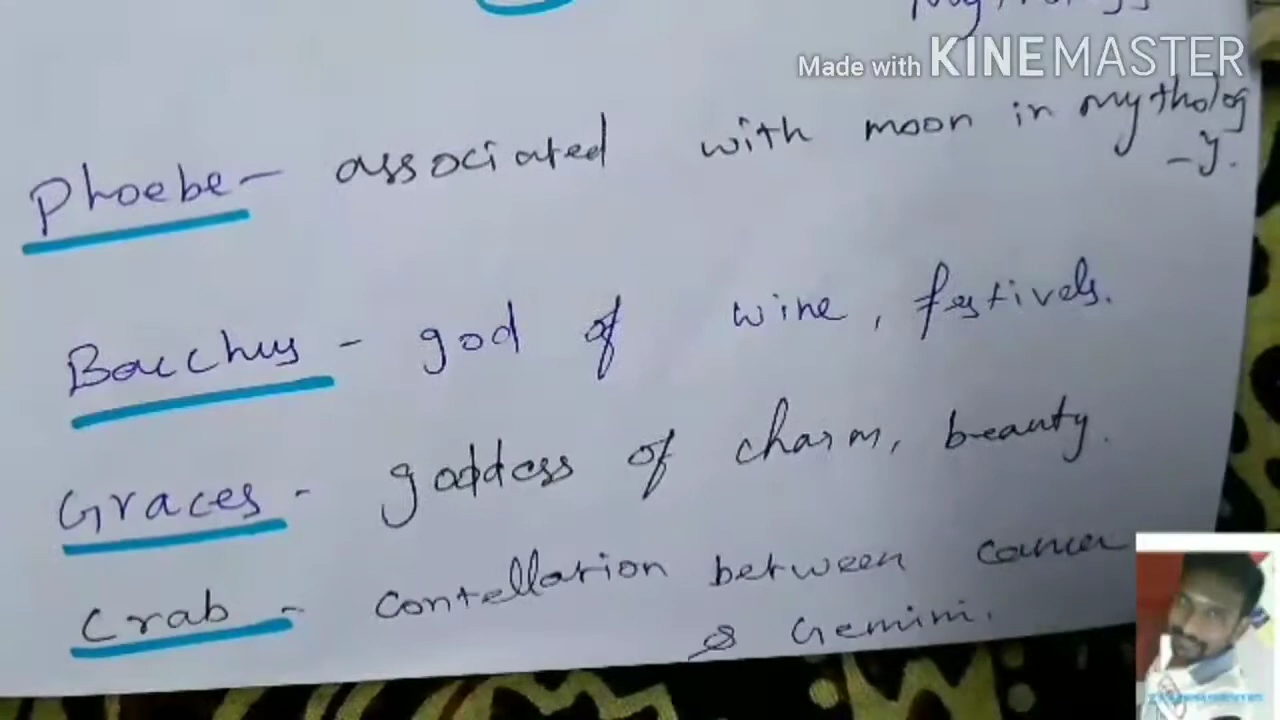 Made with KINEMASTER
Phoebe - associated with moon in mytholog
-y.
Bacchus - god of wine, festivals.
Graces - goddess of charm, beauty.
Crab - contellation between cancer
& Gemini.